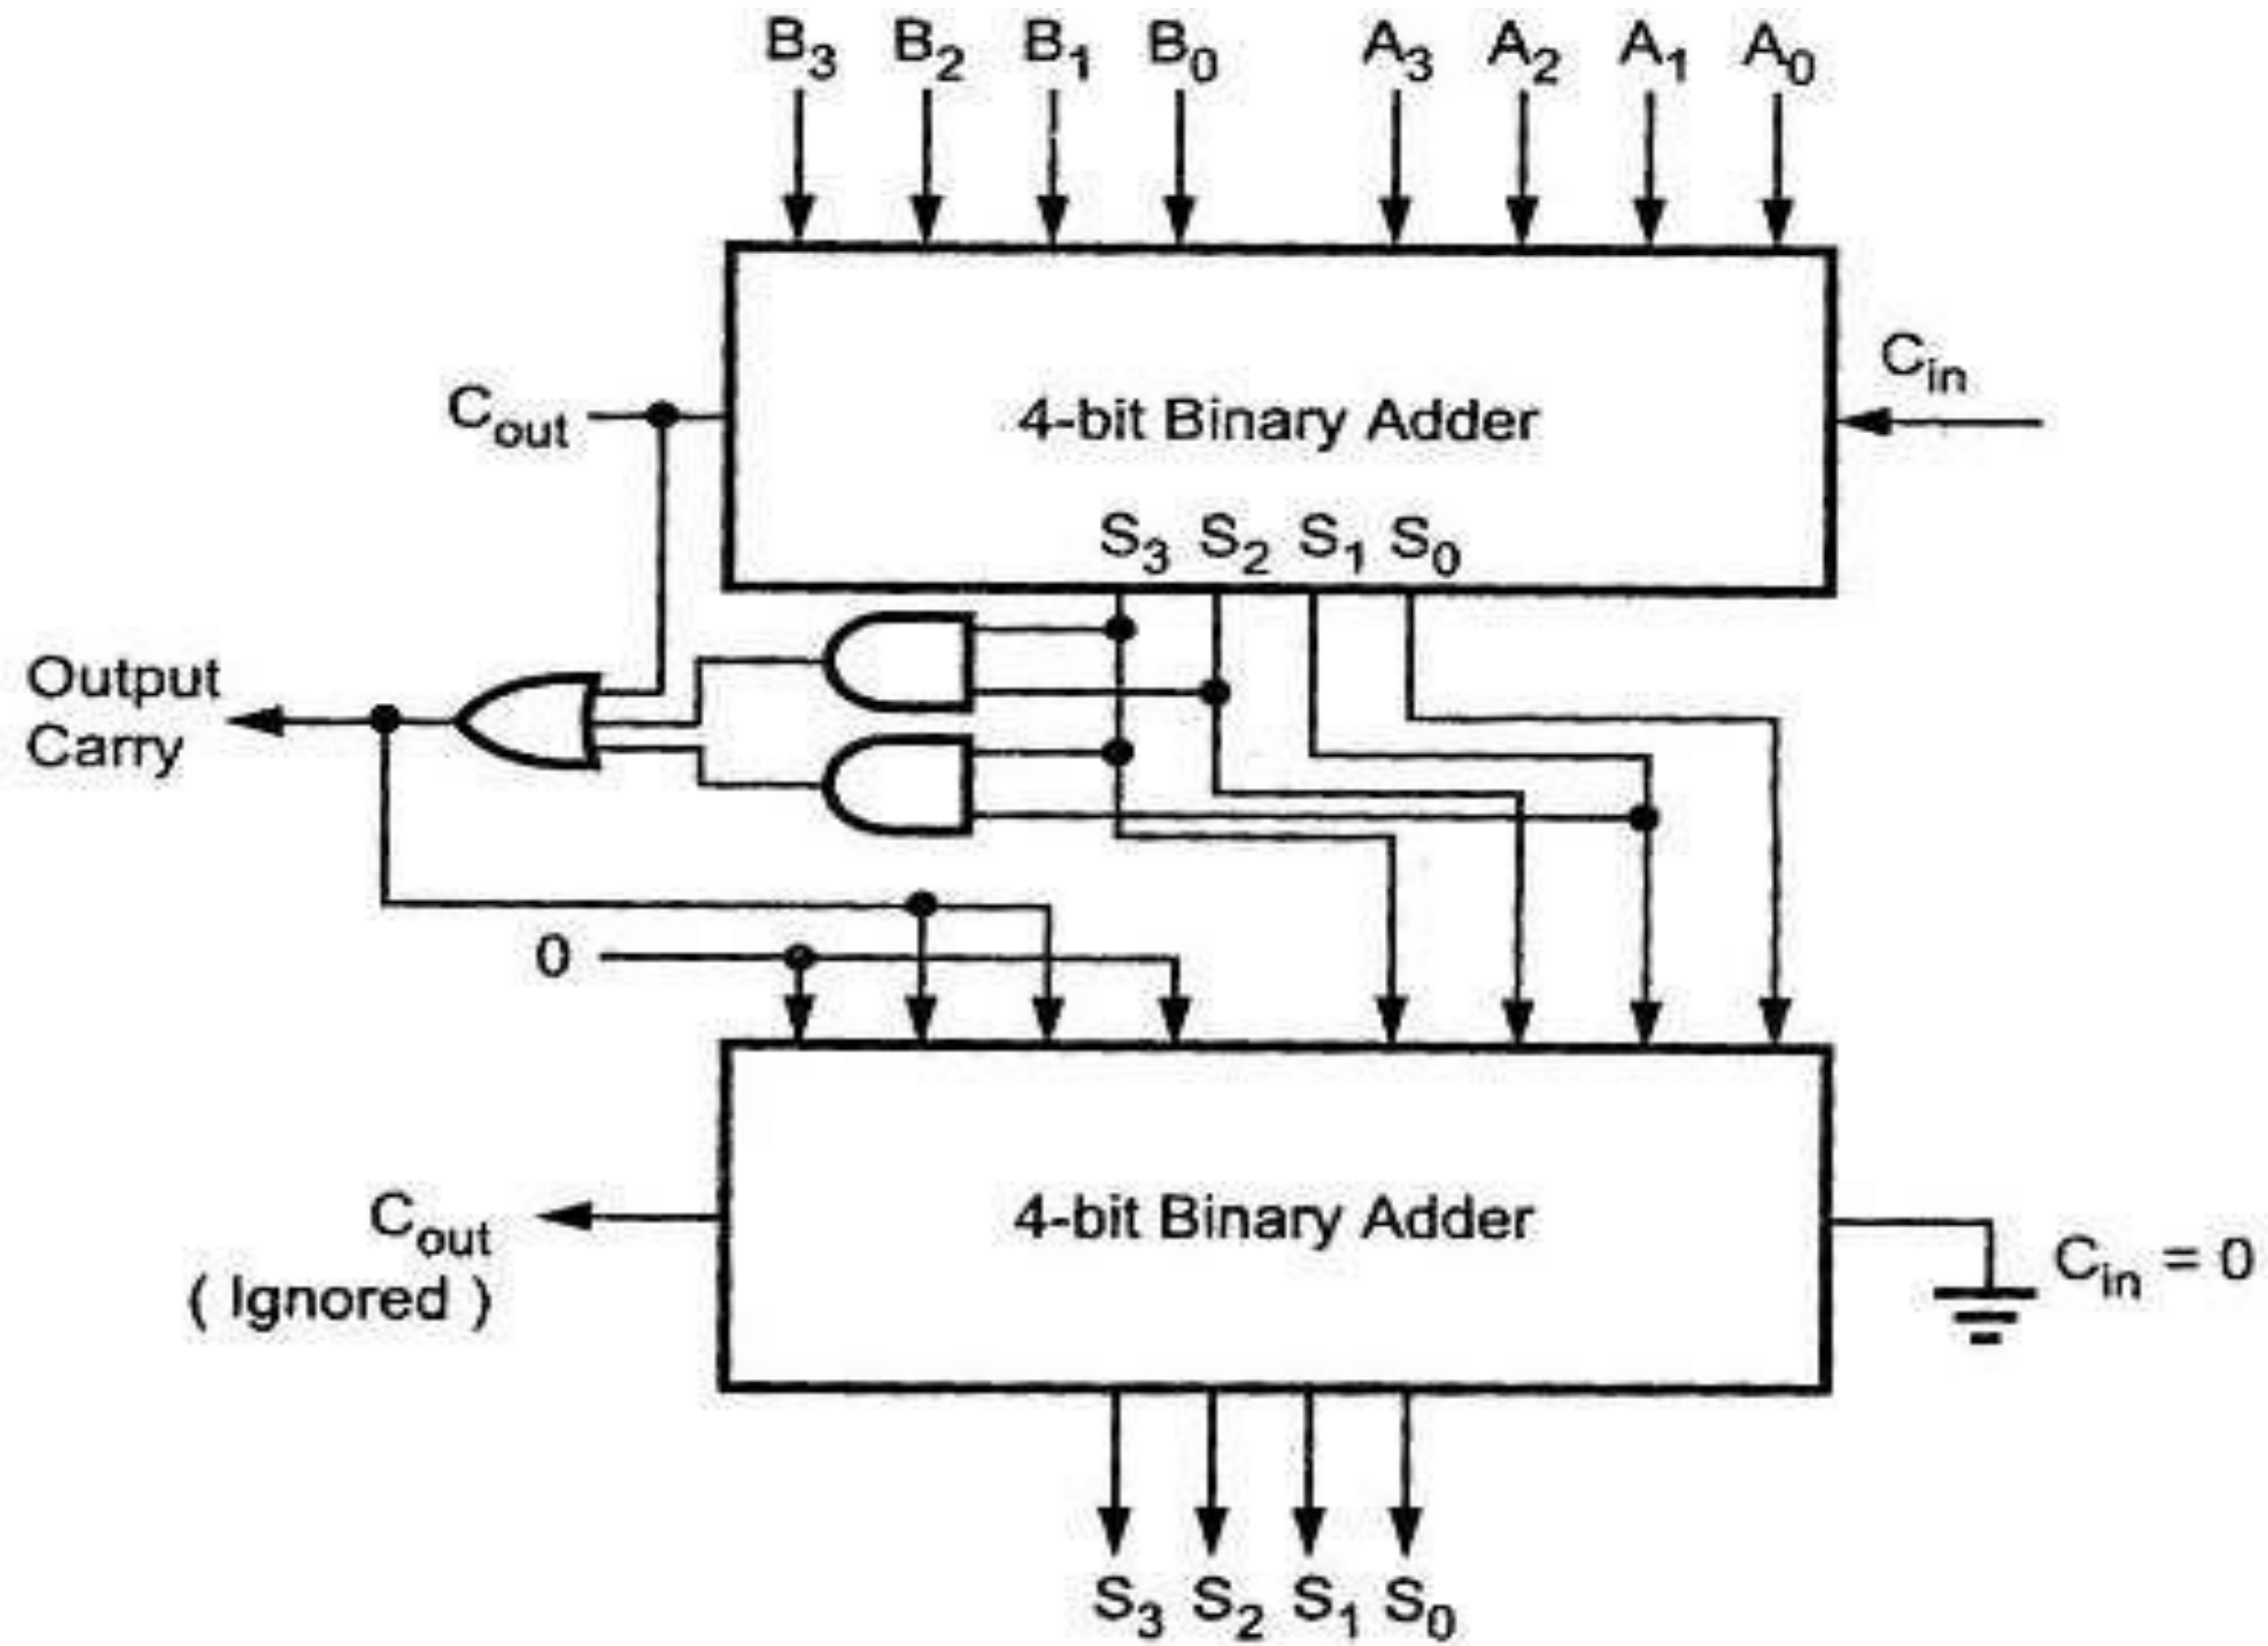 B3 B2 B1 B0 A3 A2 A1 A0
Cin
Cout
4-bit Binary Adder
S3 S2 S1 S0
Output
Carry
0
4-bit Binary Adder
Cout
( Ignored )
Cin = 0
S3 S2 S1 S0